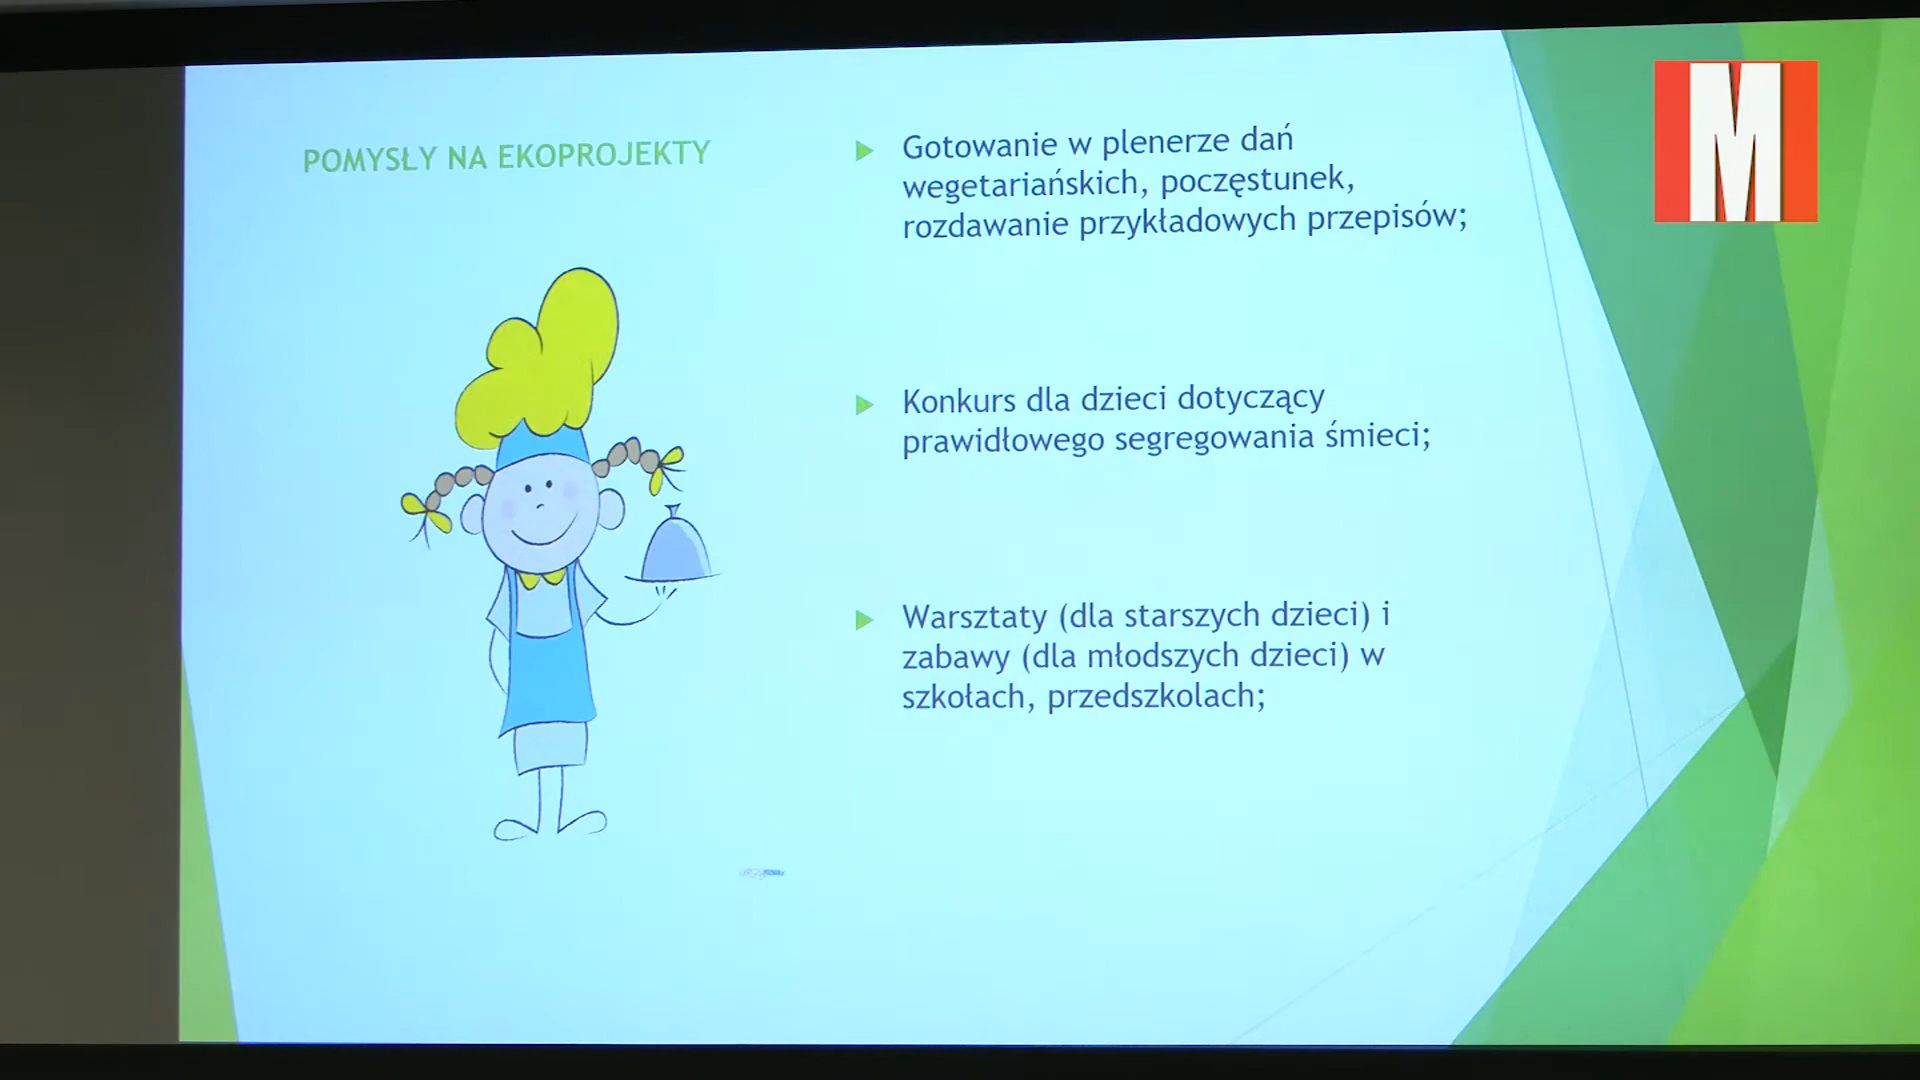 POMYSŁY NA EKOPROJEKTY
Gotowanie w plenerze dań
wegetariańskich, poczęstunek,
rozdawanie przykładowych przepisów;
Konkurs dla dzieci dotyczący
prawidłowego segregowania śmieci;
Warsztaty (dla starszych dzieci) i
zabawy (dla młodszych dzieci) w
szkołach, przedszkolach;
M